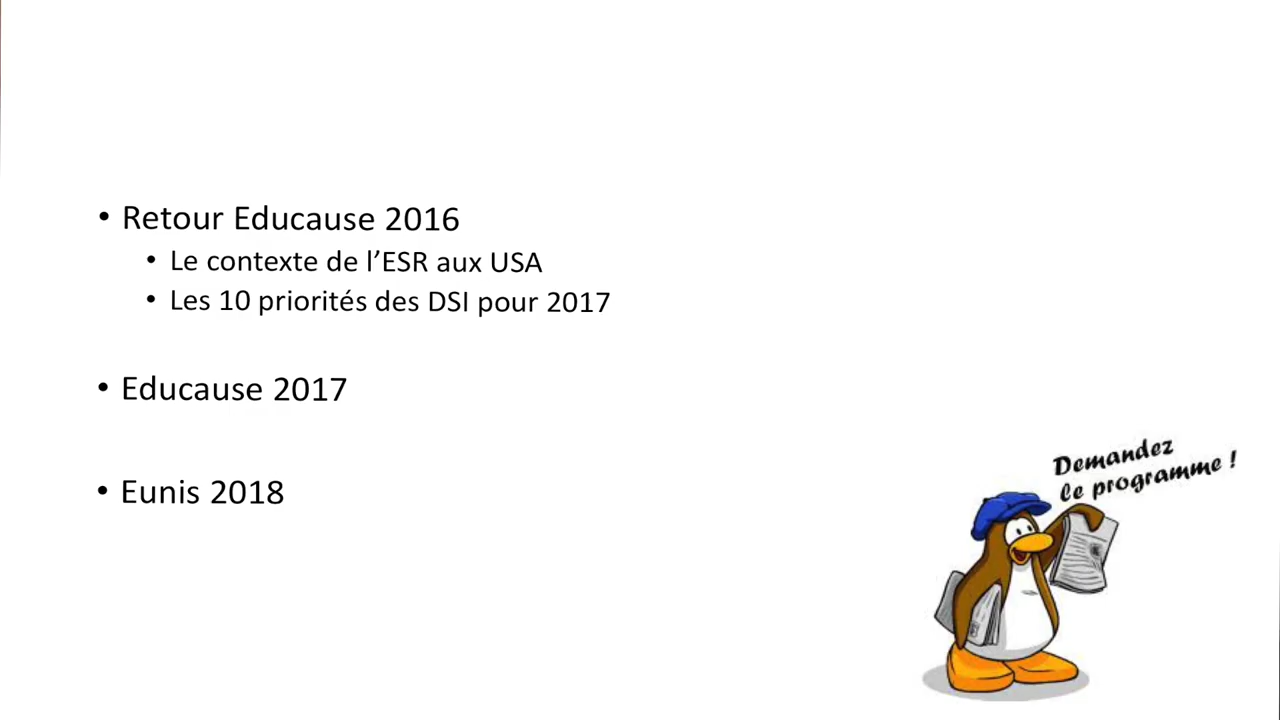 • Retour Educause 2016
• Le contexte de l’ESR aux USA
• Les 10 priorités des DSI pour 2017
• Educause 2017
• Eunis 2018
Demandez
le programme !